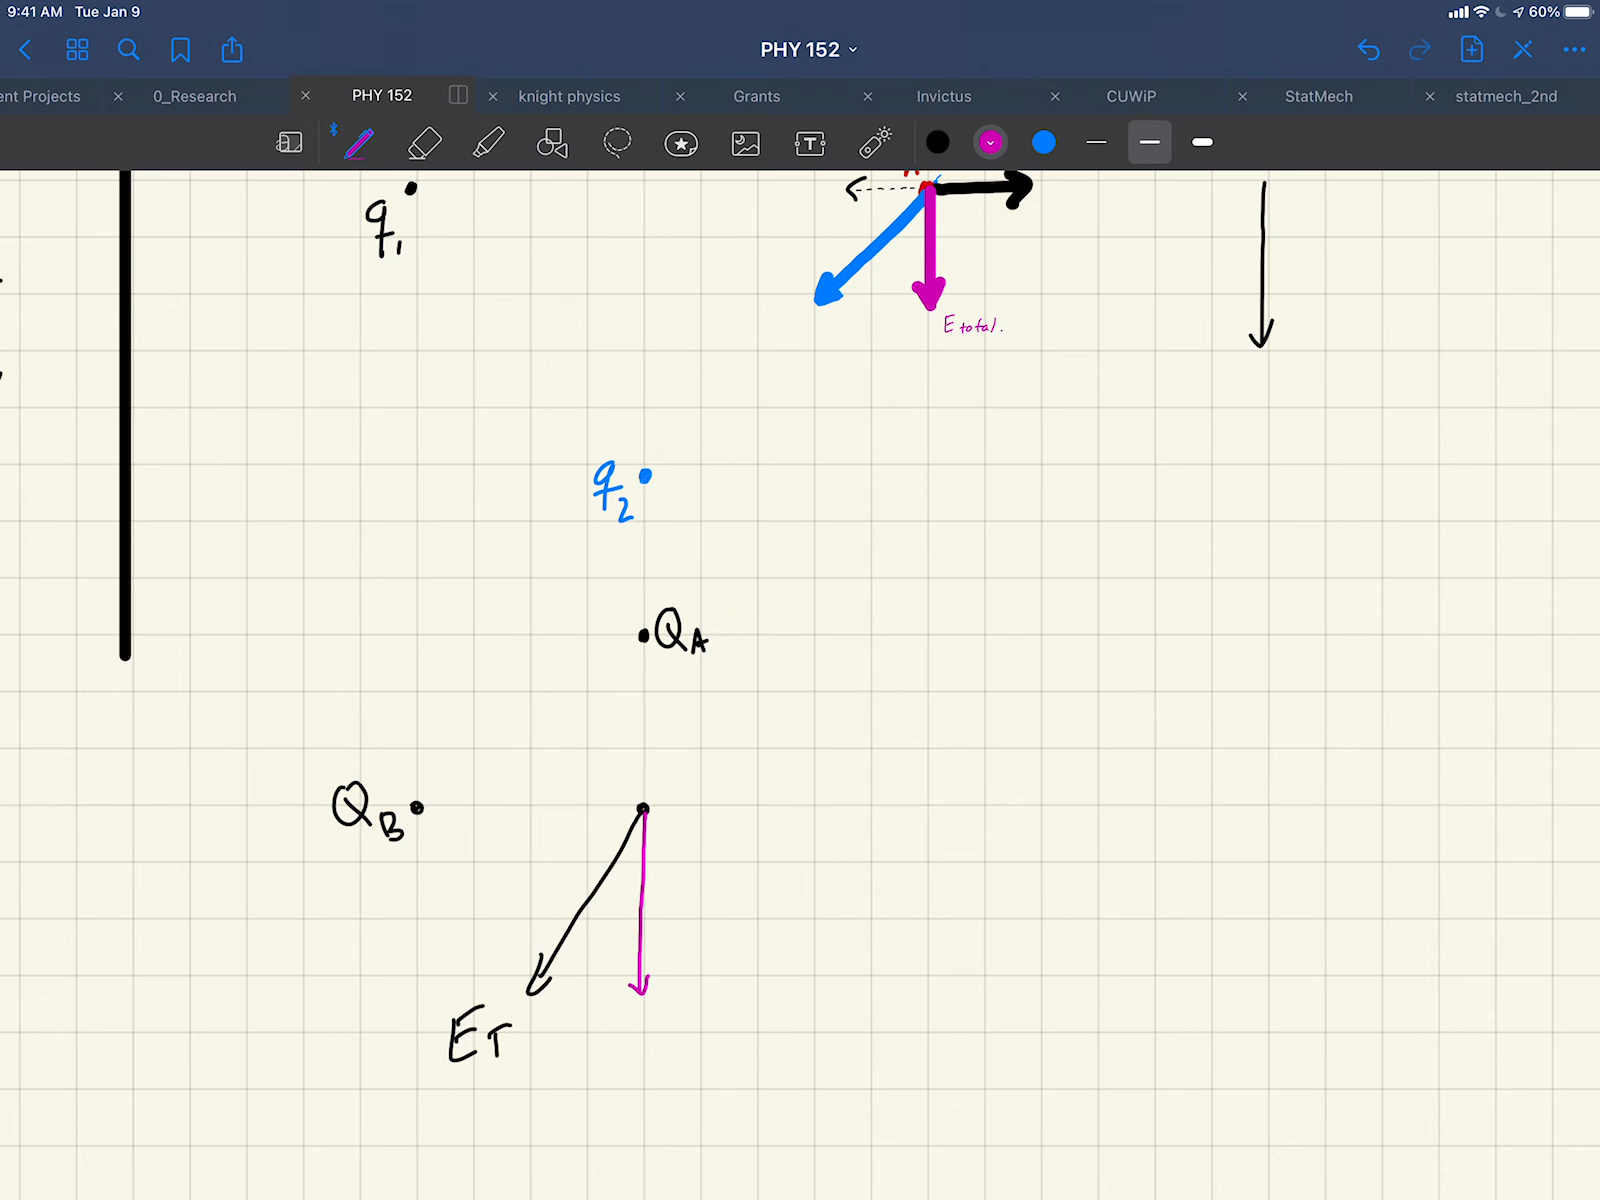 9:41 AM Tue Jan 9
60%
PHY 152
ent Projects
0_Research
PHY 152
knight physics
Grants
Invictus
CUWiP
StatMech
statmech_2nd
q1
E total.
q2
QA
QB
ET